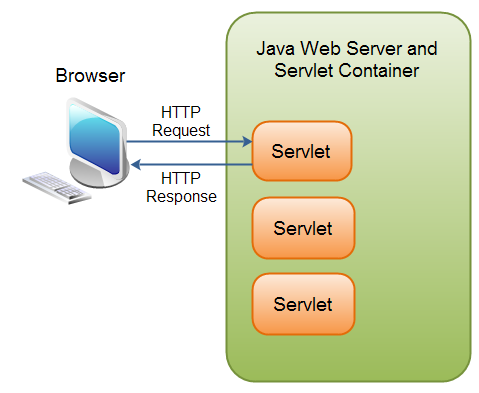 Java Web Server and
Servlet Container
Browser
HTTP
Request
Servlet
HTTP
Response
Servlet
Servlet